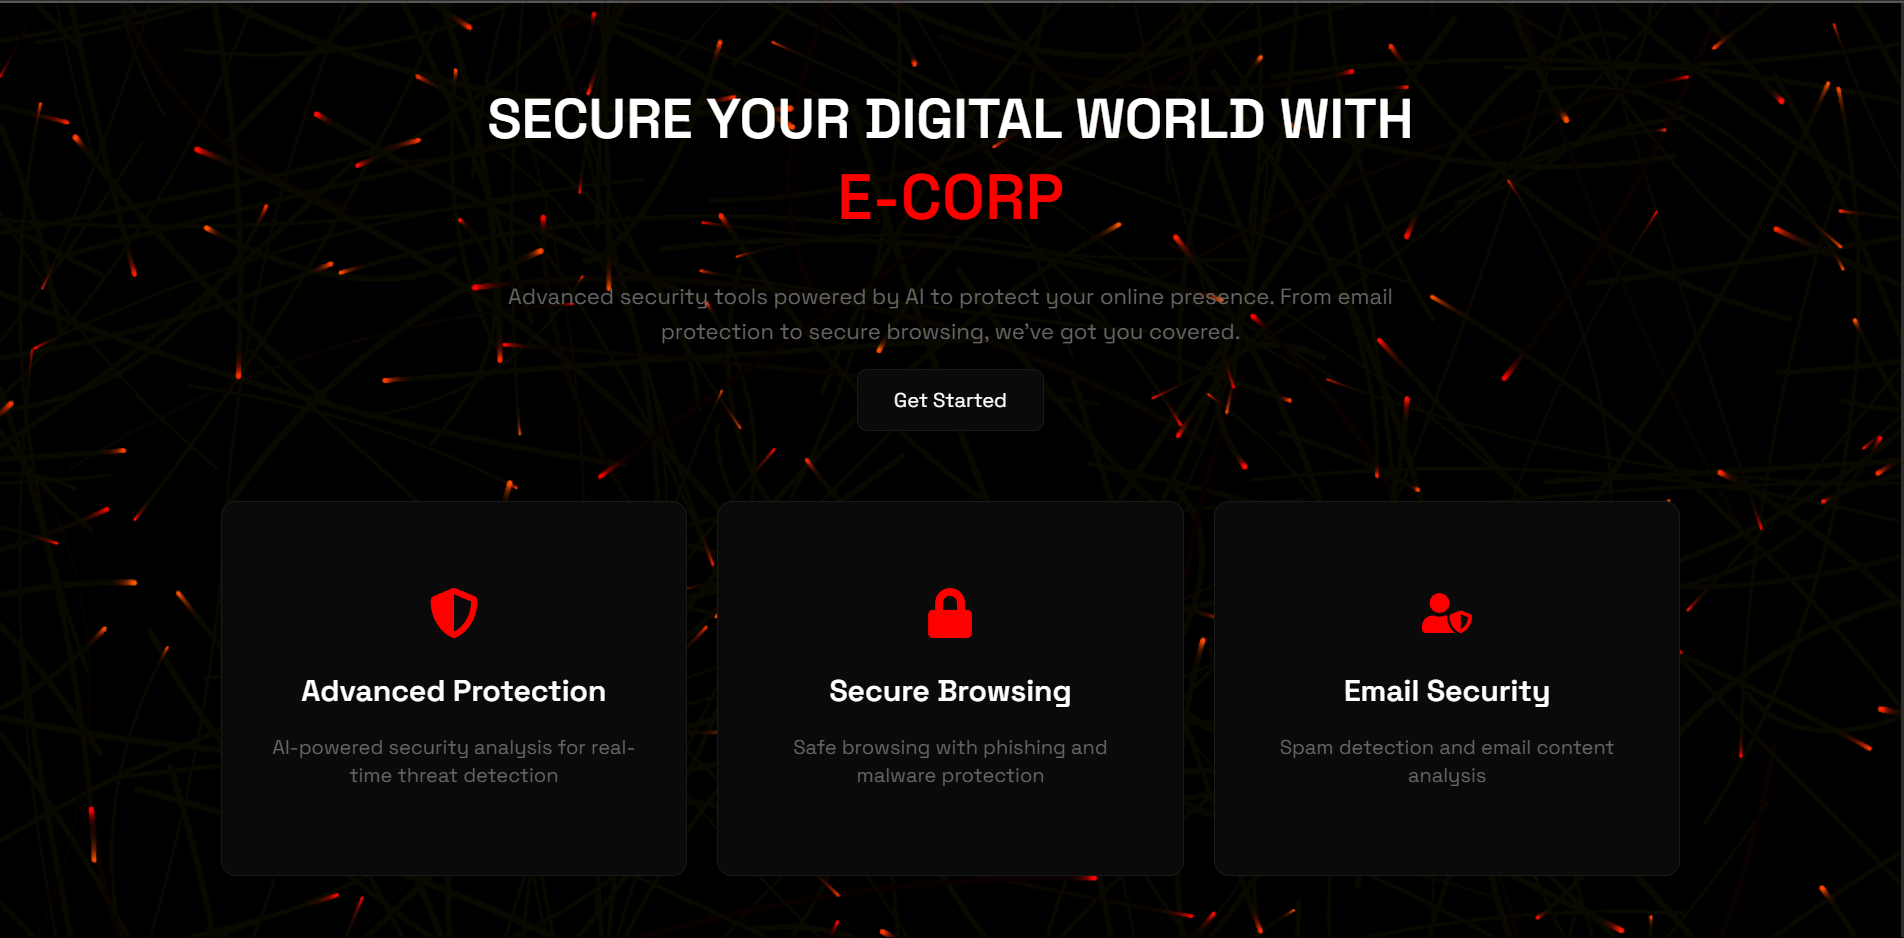 SECURE YOUR DIGITAL WORLD WITH
E-CORP
Advanced security tools powered by AI to protect your online presence. From email
protection to secure browsing, we've got you covered.
Get Started
Advanced Protection
AI-powered security analysis for real-
time threat detection
Secure Browsing
Safe browsing with phishing and
malware protection
Email Security
Spam detection and email content
analysis